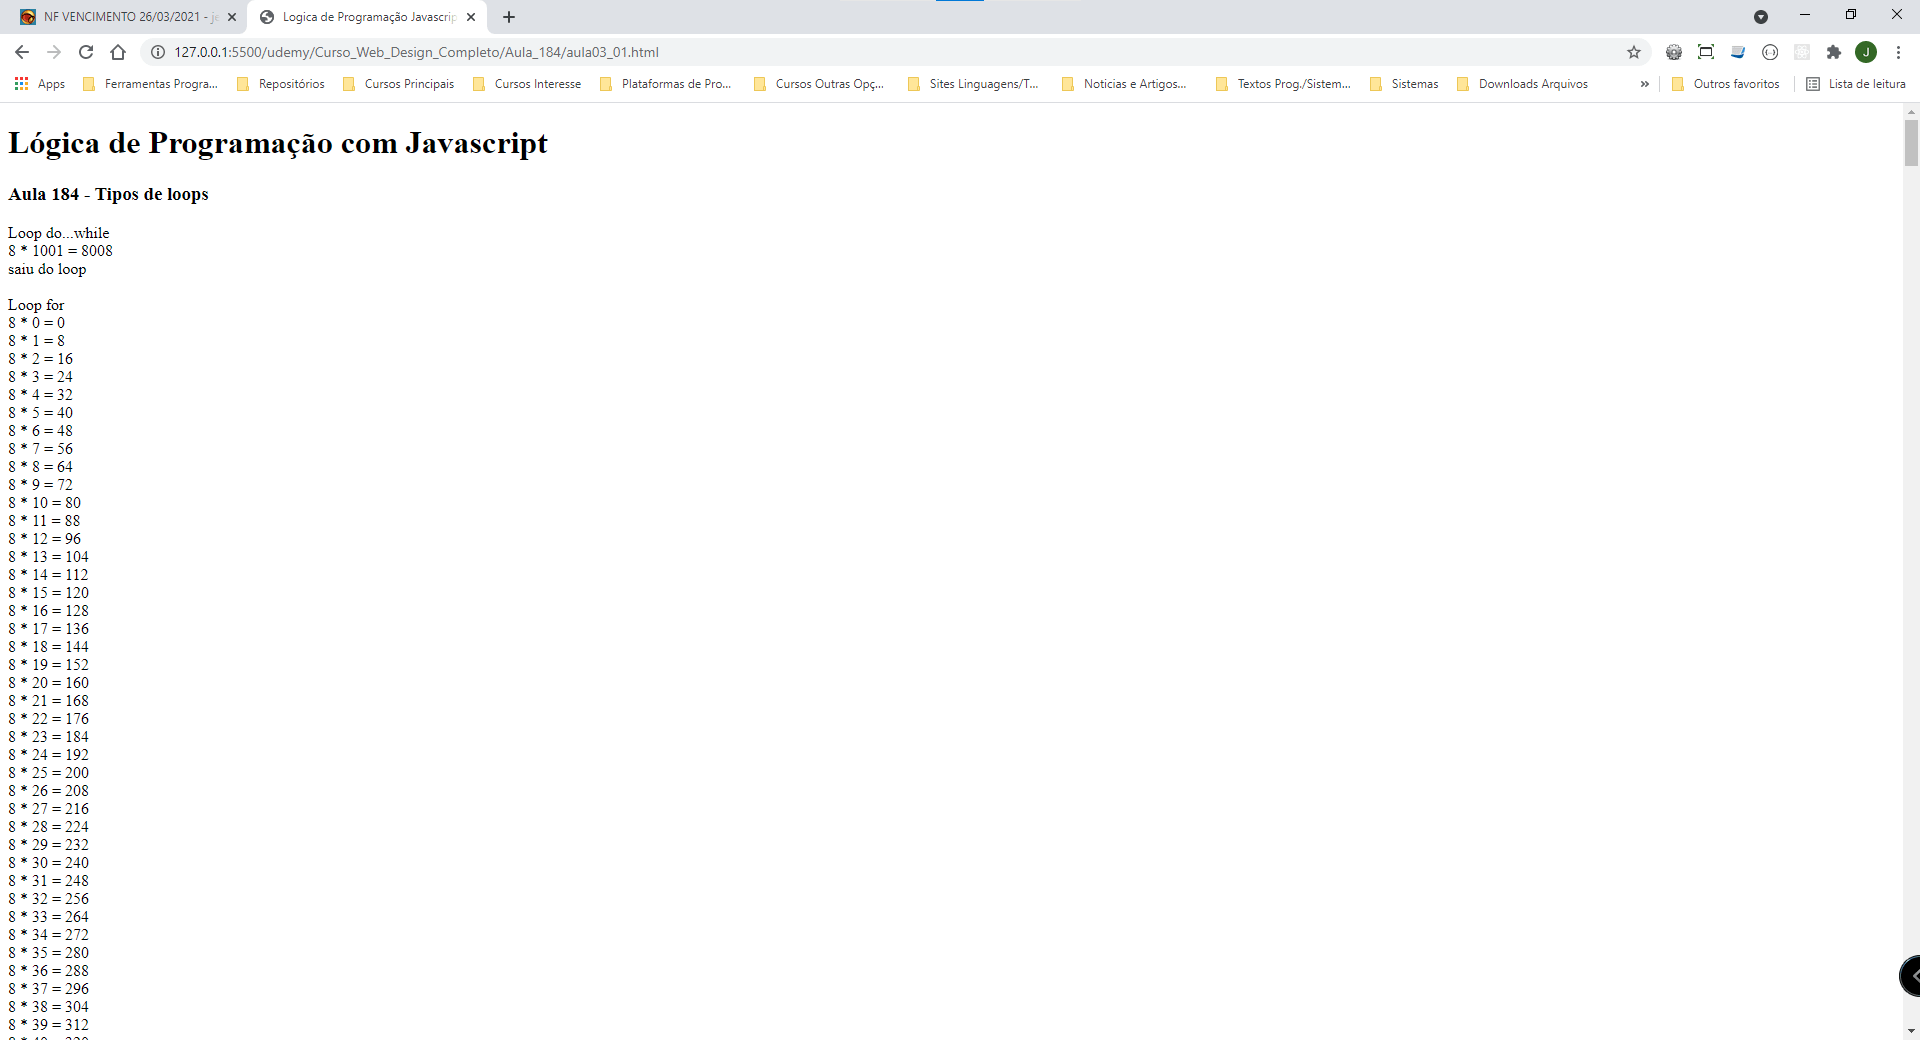 NF VENCIMENTO 26/03/2021 - je
Logica de Programação Javascrip
127.0.0.1:5500/udemy/Curso_Web_Design_Completo/Aula_184/aula03_01.html
J
Apps
Ferramentas Progra...
Repositórios
Cursos Principais
Cursos Interesse
Plataformas de Pro...
Cursos Outras Opç...
Sites Linguagens/T...
Noticias e Artigos...
Textos Prog./Sistem...
Sistemas
Downloads Arquivos
»
Outros favoritos
Lista de leitura
Lógica de Programação com Javascript
Aula 184 - Tipos de loops
Loop do...while
8 * 1001 = 8008
saiu do loop
Loop for
8 * 0 = 0
8 * 1 = 8
8 * 2 = 16
8 * 3 = 24
8 * 4 = 32
8 * 5 = 40
8 * 6 = 48
8 * 7 = 56
8 * 8 = 64
8 * 9 = 72
8 * 10 = 80
8 * 11 = 88
8 * 12 = 96
8 * 13 = 104
8 * 14 = 112
8 * 15 = 120
8 * 16 = 128
8 * 17 = 136
8 * 18 = 144
8 * 19 = 152
8 * 20 = 160
8 * 21 = 168
8 * 22 = 176
8 * 23 = 184
8 * 24 = 192
8 * 25 = 200
8 * 26 = 208
8 * 27 = 216
8 * 28 = 224
8 * 29 = 232
8 * 30 = 240
8 * 31 = 248
8 * 32 = 256
8 * 33 = 264
8 * 34 = 272
8 * 35 = 280
8 * 36 = 288
8 * 37 = 296
8 * 38 = 304
8 * 39 = 312